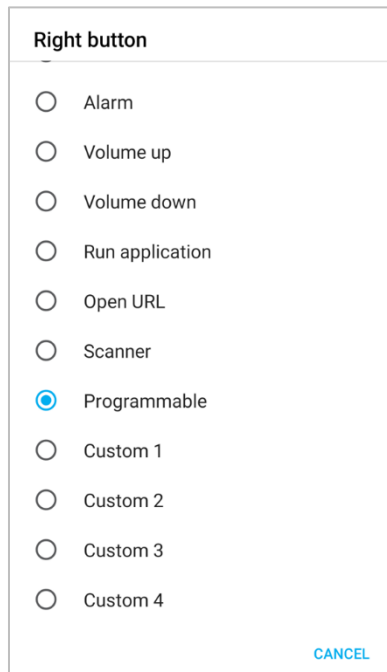 Right button
Alarm
Volume up
Volume down
Run application
Open URL
Scanner
Programmable
Custom 1
Custom 2
Custom 3
Custom 4
CANCEL